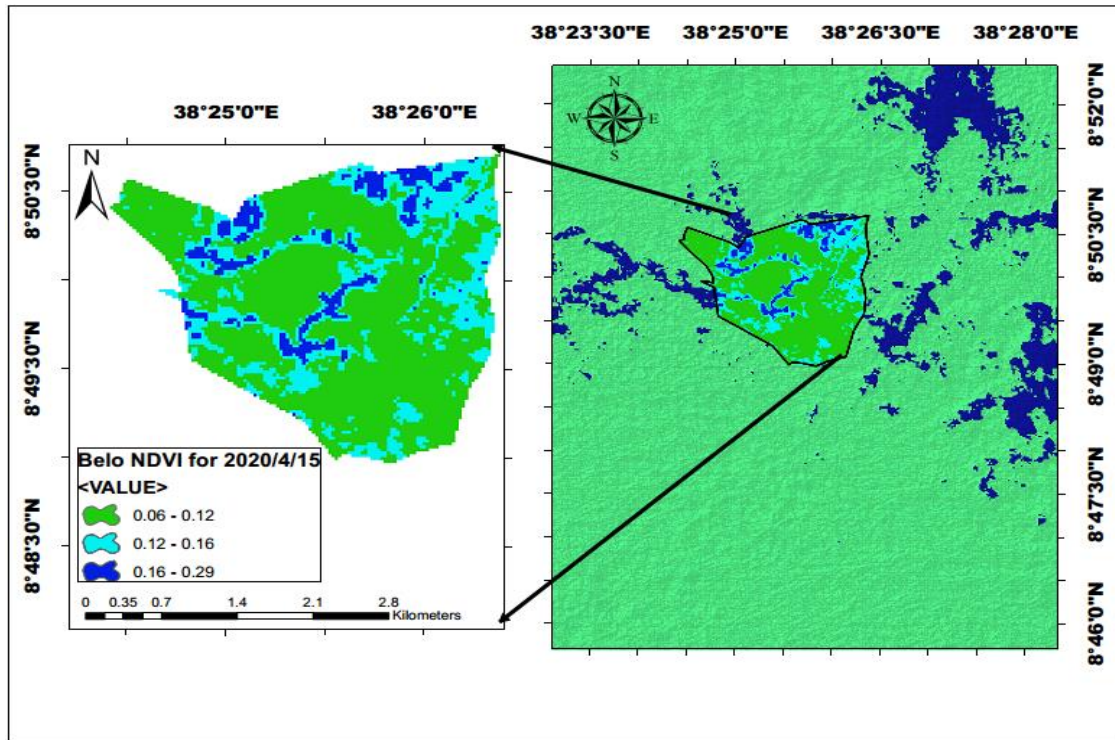 38°23'30"E 38°25'0"E 38°26'30"E 38°28'0"E
38°25'0"E 38°26'0"E
N
8°50'30"N
8°49'30"N
8°48'30"N
Belo NDVI for 2020/4/15
<VALUE>
0.06 - 0.12
0.12 - 0.16
0.16 - 0.29
0 0.35 0.7 1.4 2.1 2.8
Kilometers
N
W E
S
8°52'0"N
8°50'30"N
8°49'0"N
8°47'30"N
8°46'0"N